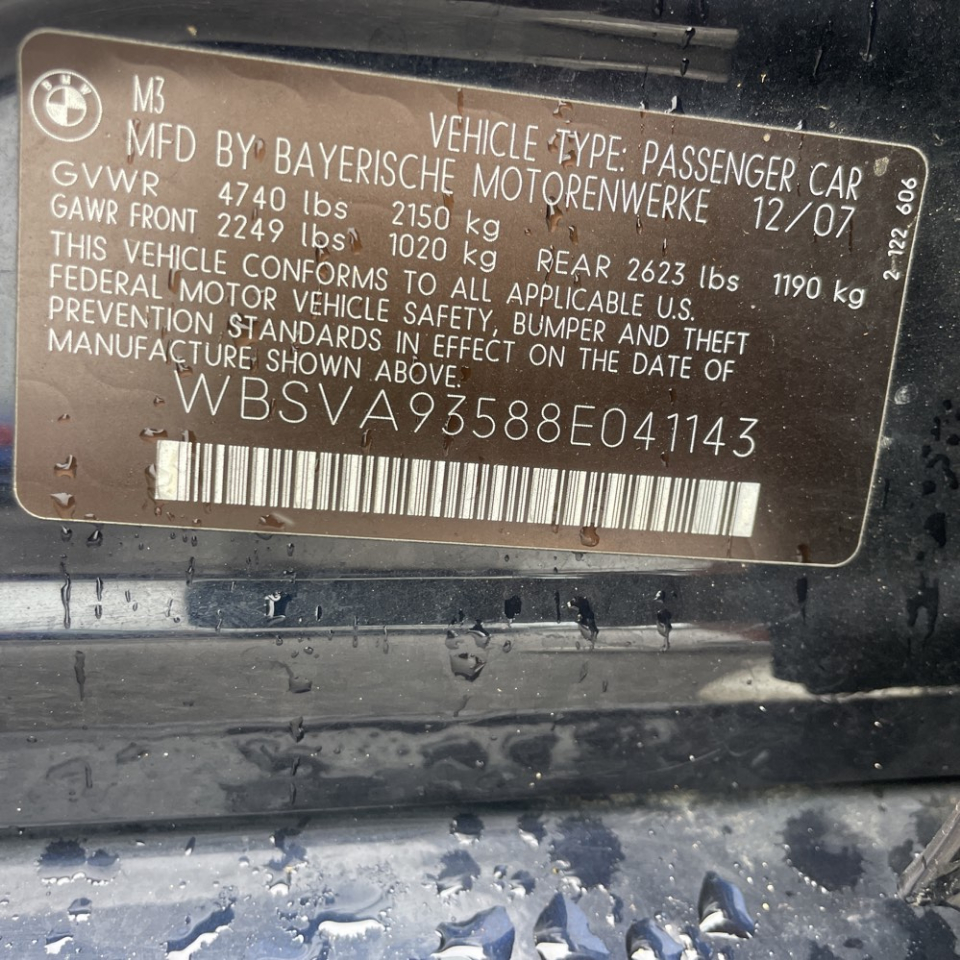 BMW
M3
VEHICLE TYPE: PASSENGER CAR
MFD BY BAYERISCHE MOTORENWERKE 12/07
GVWR 4740 lbs 2150 kg
GAWR FRONT 2249 lbs 1020 kg REAR 2623 lbs 1190 kg
THIS VEHICLE CONFORMS TO ALL APPLICABLE U.S.
FEDERAL MOTOR VEHICLE SAFETY, BUMPER AND THEFT
PREVENTION STANDARDS IN EFFECT ON THE DATE OF
MANUFACTURE SHOWN ABOVE.
WBSVA93588E041143
2-122 606